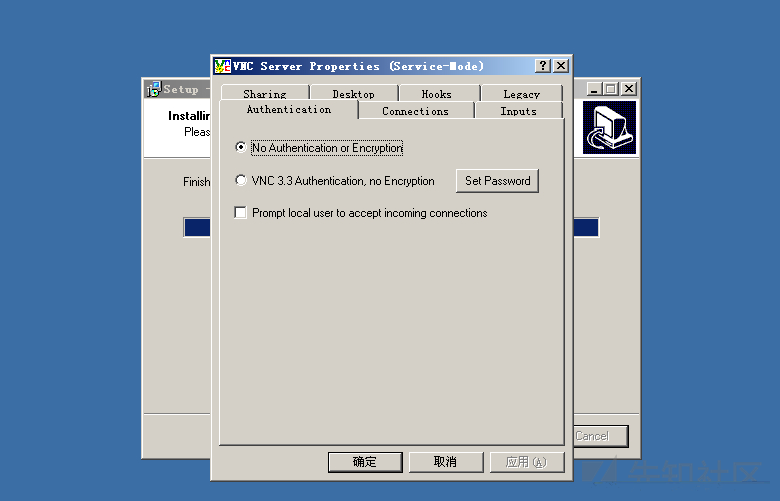 VNC Server Properties (Service-Mode)
Setup -
Installin
Pleas
Finish
Sharing
Desktop
Hooks
Legacy
Authentication
Connections
Inputs
No Authentication or Encryption
VNC 3.3 Authentication, no Encryption
Set Password
Prompt local user to accept incoming connections
确定
取消
应用(A)
Cancel
先知社区